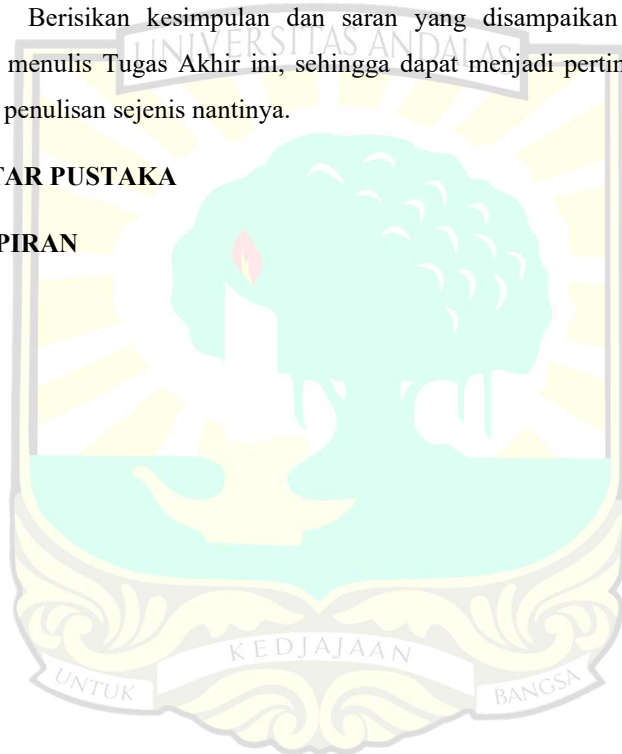 Berisikan kesimpulan dan saran yang disampaikan
menulis Tugas Akhir ini, sehingga dapat menjadi pertim
UNIVERSITAS ANDALAS
penulisan sejenis nantinya.
TAR PUSTAKA
PIRAN
UNTUK KEDJAJAAN BANGSA